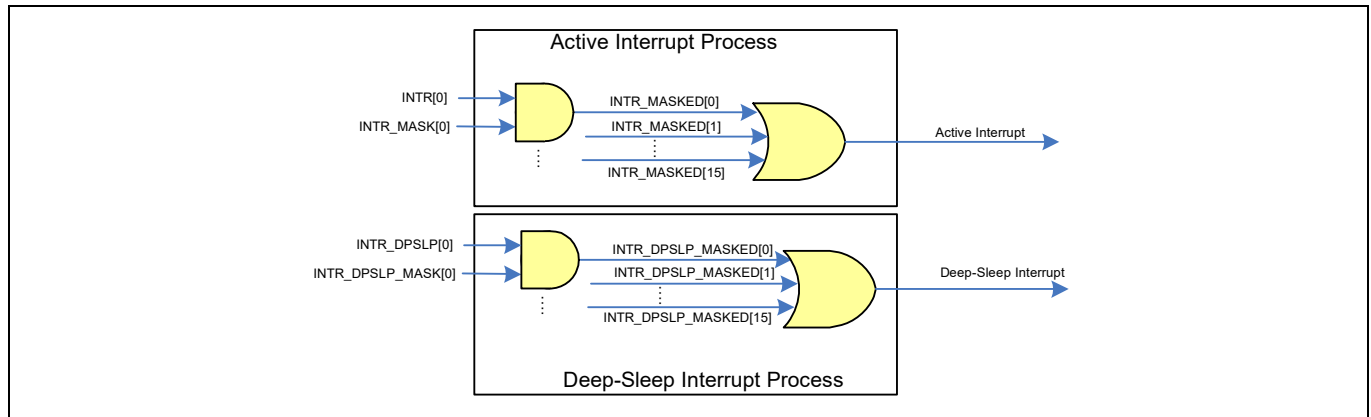 Active Interrupt Process
INTR[0]
INTR_MASK[0]
INTR_MASKED[0]
INTR_MASKED[1]
INTR_MASKED[15]
Active Interrupt
INTR_DPSLP[0]
INTR_DPSLP_MASK[0]
INTR_DPSLP_MASKED[0]
INTR_DPSLP_MASKED[1]
INTR_DPSLP_MASKED[15]
Deep-Sleep Interrupt
Deep-Sleep Interrupt Process